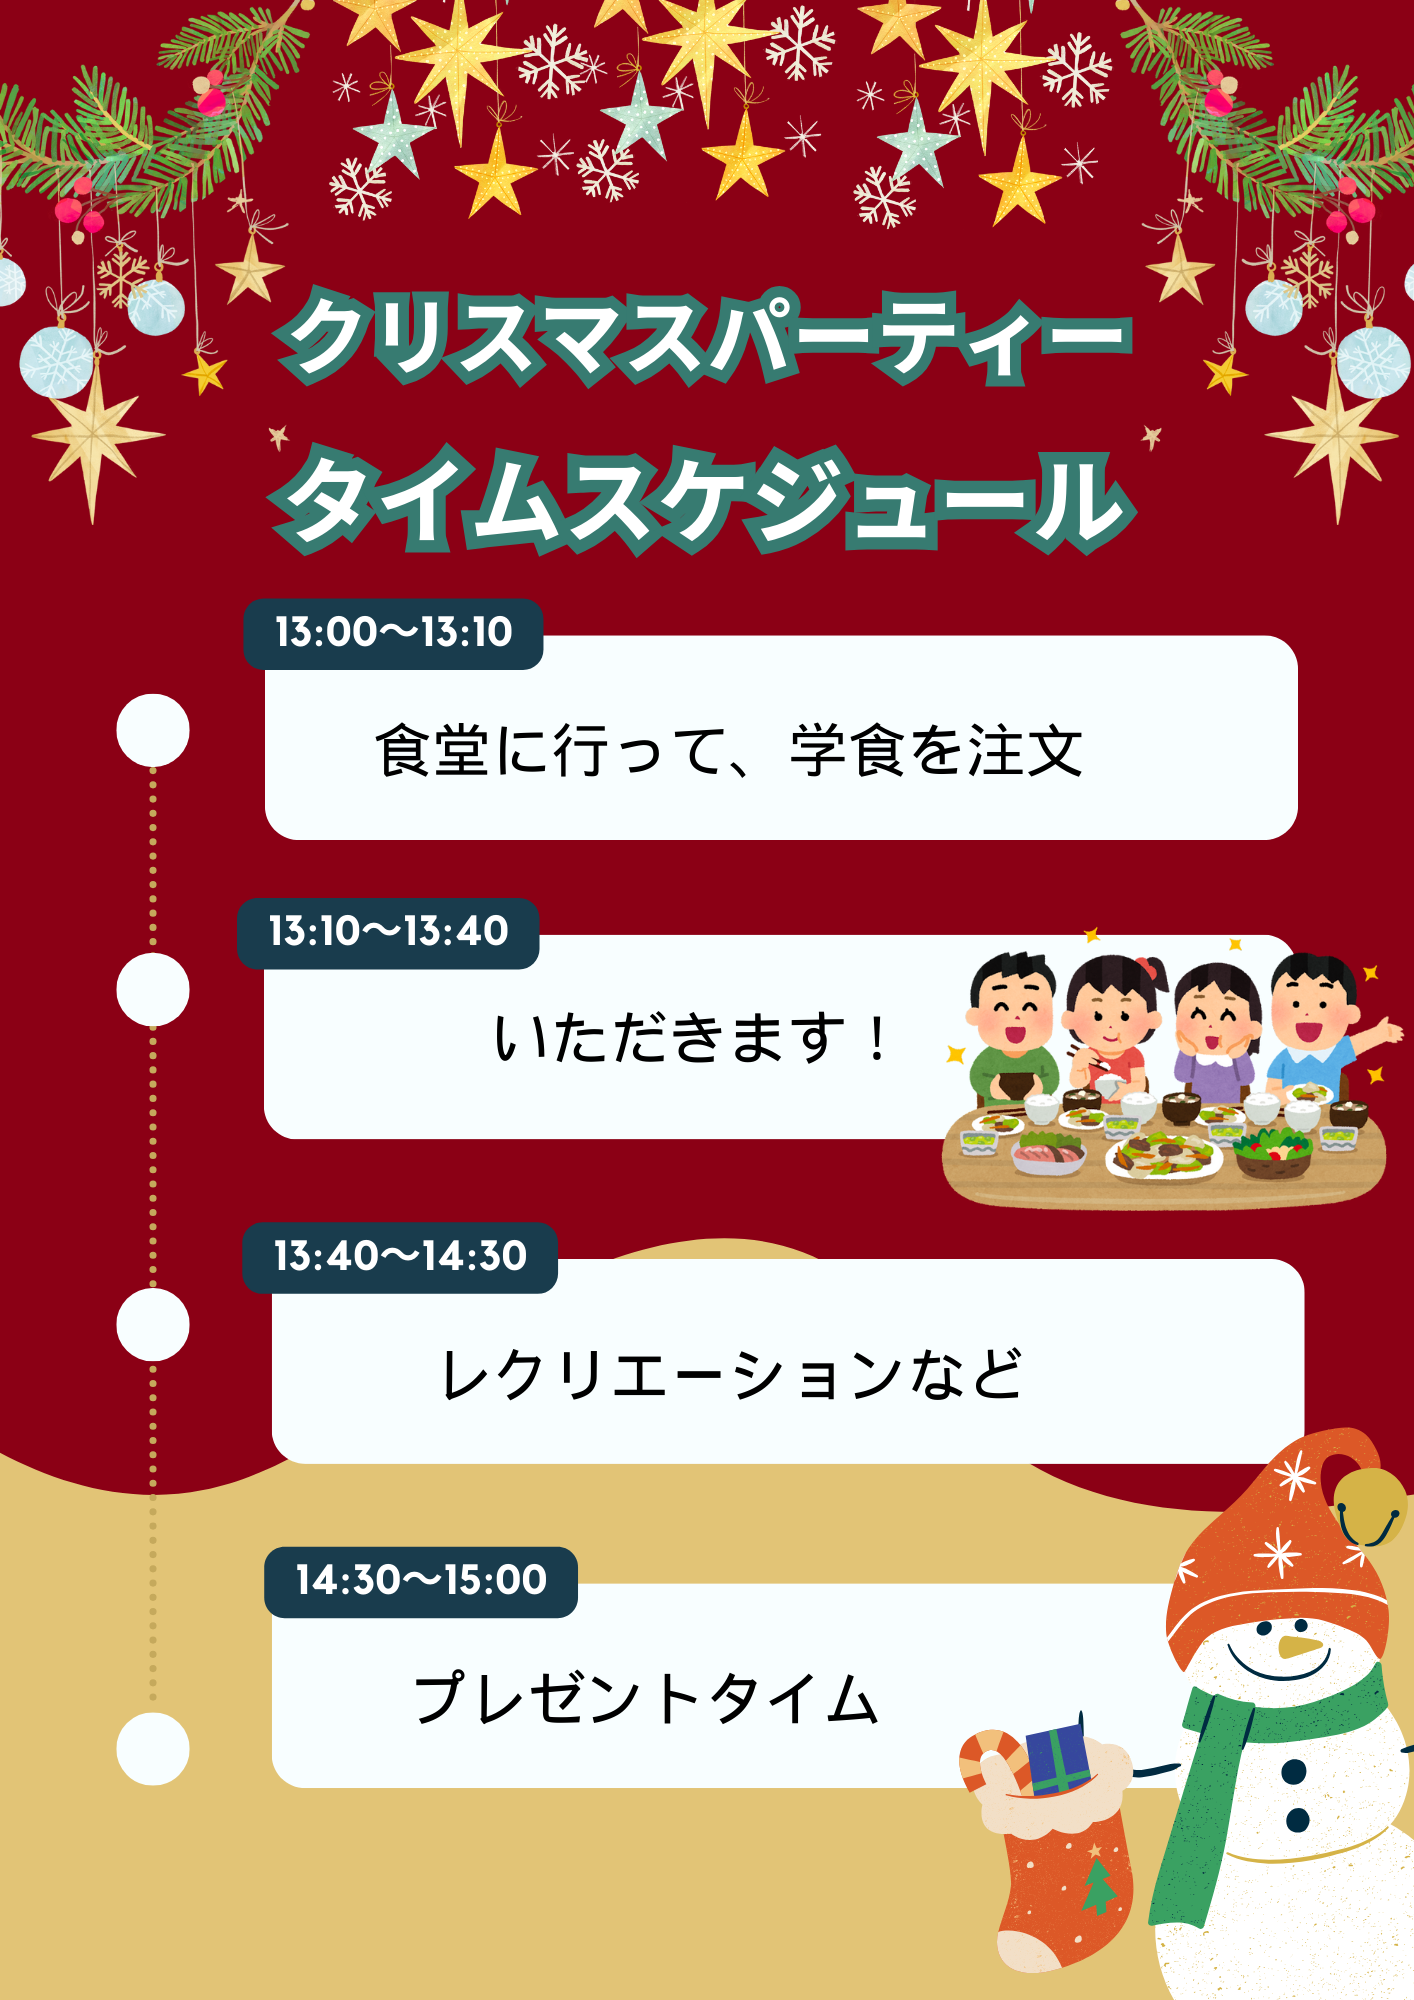 クリスマスパーティー
タイムスケジュール
13:00〜13:10
食堂に行って、学食を注文
13:10〜13:40
いただきます！
13:40〜14:30
レクリエーションなど
14:30〜15:00
プレゼントタイム